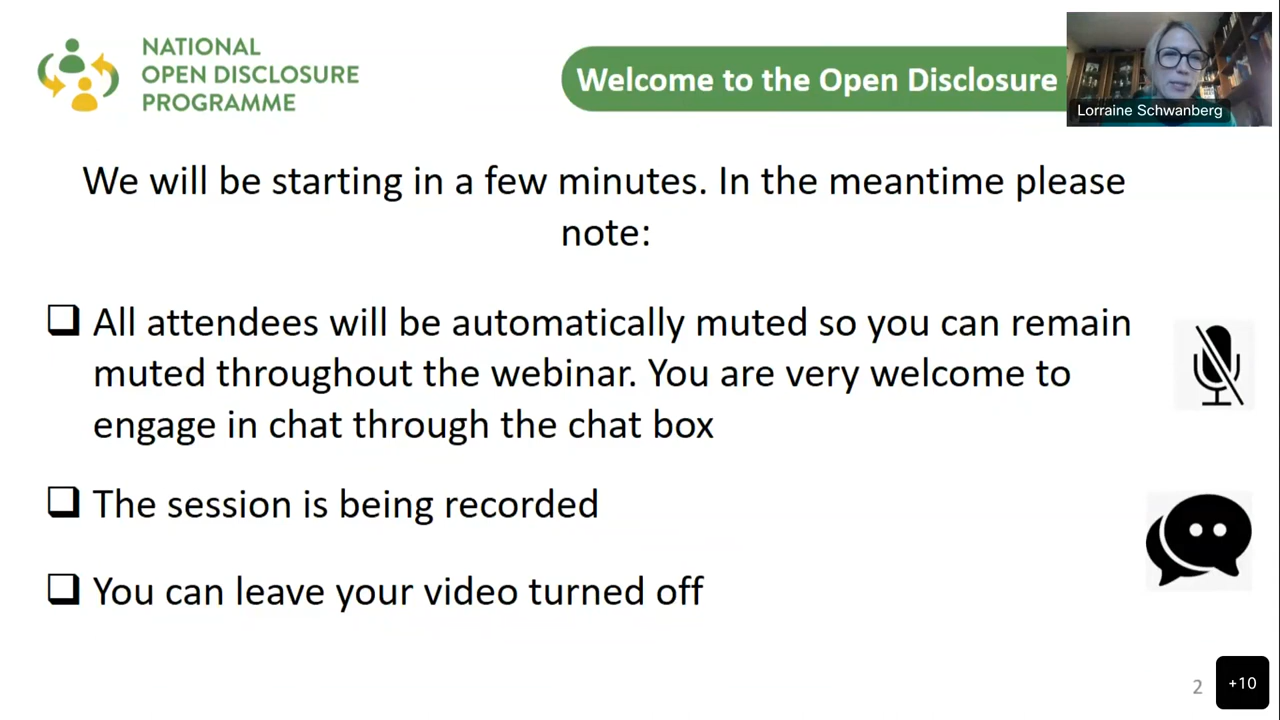 NATIONAL
OPEN DISCLOSURE
PROGRAMME
Welcome to the Open Disclosure
Lorraine Schwanberg
We will be starting in a few minutes. In the meantime please
note:
❑ All attendees will be automatically muted so you can remain
muted throughout the webinar. You are very welcome to
engage in chat through the chat box
❑ The session is being recorded
❑ You can leave your video turned off
2
+10